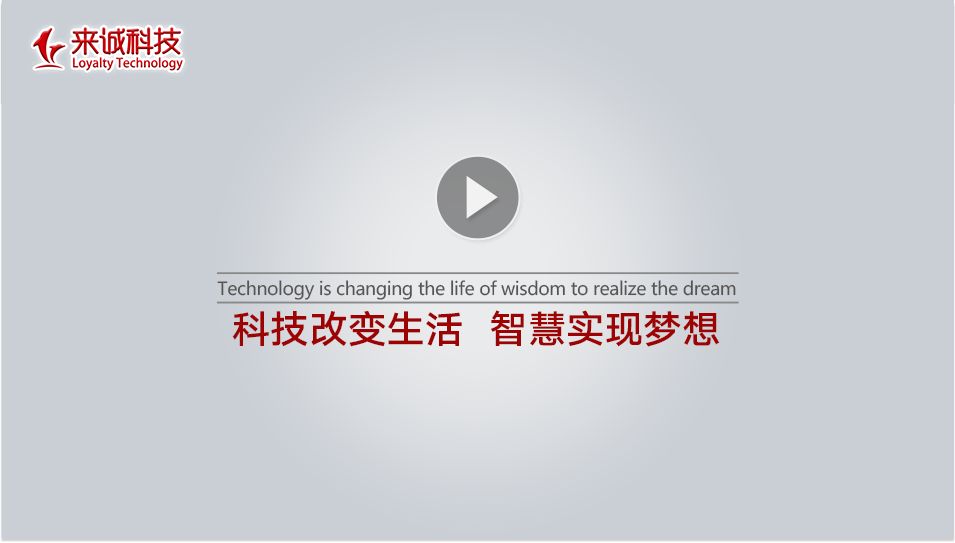 来诚科技
Loyalty Technology
Technology is changing the life of wisdom to realize the dream
科技改变生活 智慧实现梦想